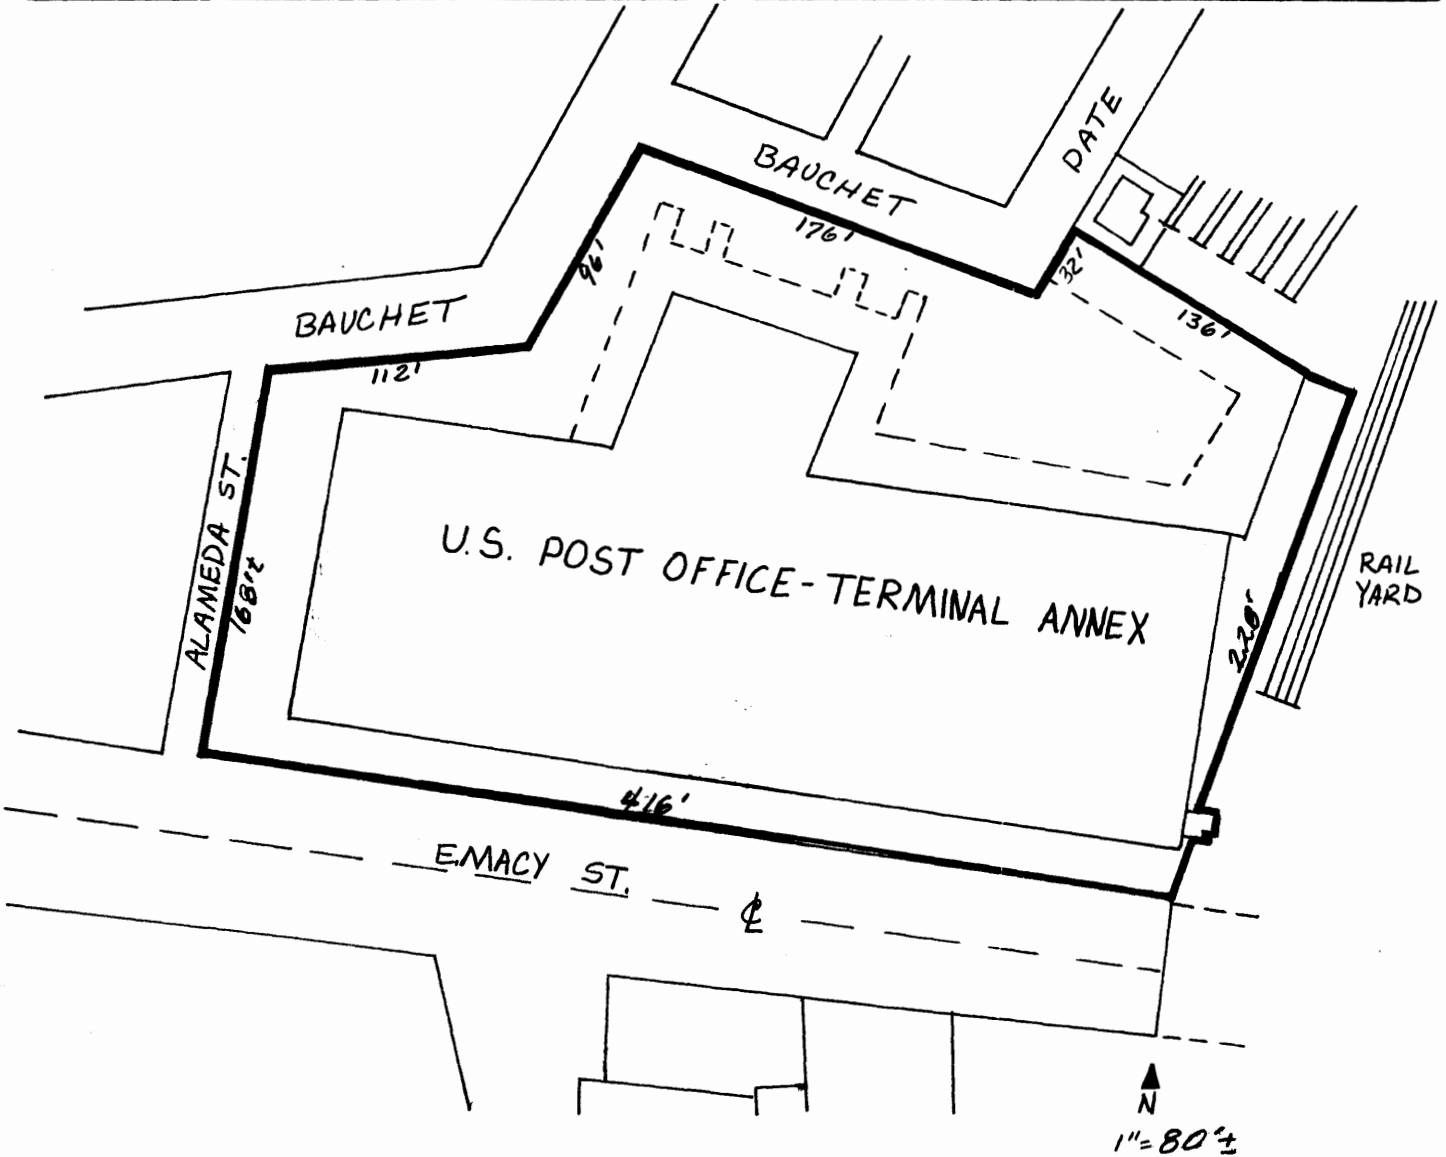 DATE
BAUCHET
176'
32'
96'
136'
BAUCHET
112'
ALAMEDA ST.
168'±
U.S. POST OFFICE - TERMINAL ANNEX
RAIL
YARD
220'
416'
E.MACY ST.
℄
N
1"=80'±